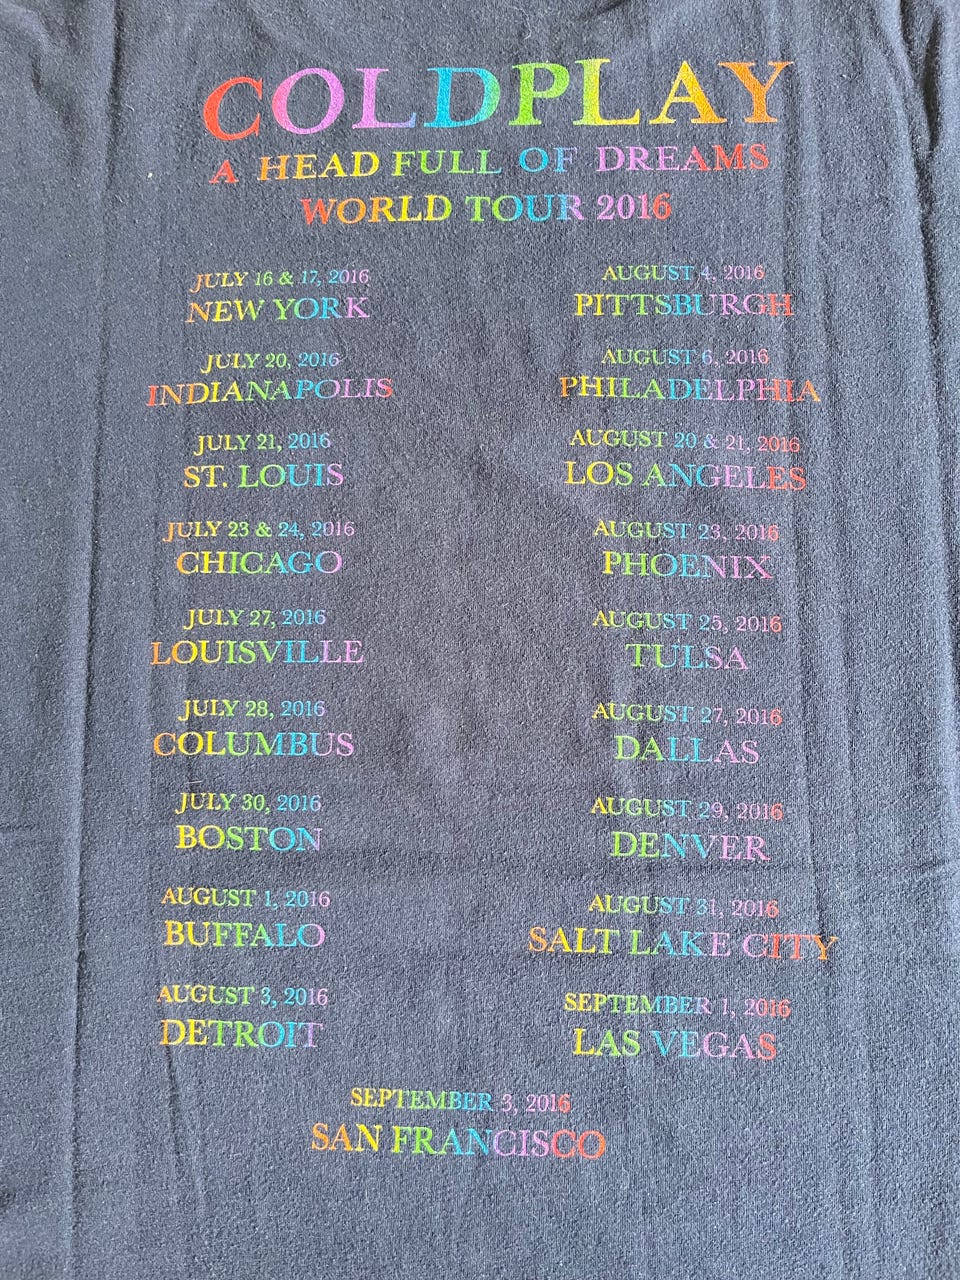 COLDPLAY
A HEAD FULL OF DREAMS
WORLD TOUR 2016
JULY 16 & 17, 2016
NEW YORK
JULY 20, 2016
INDIANAPOLIS
JULY 21, 2016
ST. LOUIS
JULY 23 & 24, 2016
CHICAGO
JULY 27, 2016
LOUISVILLE
JULY 28, 2016
COLUMBUS
JULY 30, 2016
BOSTON
AUGUST 1, 2016
BUFFALO
AUGUST 3, 2016
DETROIT
AUGUST 4, 2016
PITTSBURGH
AUGUST 6, 2016
PHILADELPHIA
AUGUST 20 & 21, 2016
LOS ANGELES
AUGUST 23, 2016
PHOENIX
AUGUST 25, 2016
TULSA
AUGUST 27, 2016
DALLAS
AUGUST 29, 2016
DENVER
AUGUST 31, 2016
SALT LAKE CITY
SEPTEMBER 1, 2016
LAS VEGAS
SEPTEMBER 3, 2016
SAN FRANCISCO